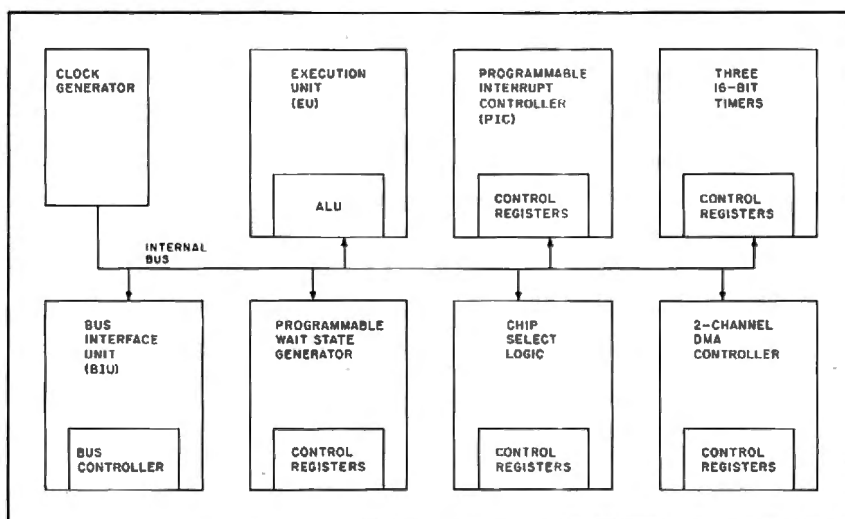 CLOCK
GENERATOR
EXECUTION
UNIT
(EU)
ALU
PROGRAMMABLE
INTERRUPT
CONTROLLER
(PIC)
CONTROL
REGISTERS
THREE
16-BIT
TIMERS
CONTROL
REGISTERS
INTERNAL
BUS
BUS
INTERFACE
UNIT
(BIU)
BUS
CONTROLLER
PROGRAMMABLE
WAIT STATE
GENERATOR
CONTROL
REGISTERS
CHIP
SELECT
LOGIC
CONTROL
REGISTERS
2-CHANNEL
DMA
CONTROLLER
CONTROL
REGISTERS